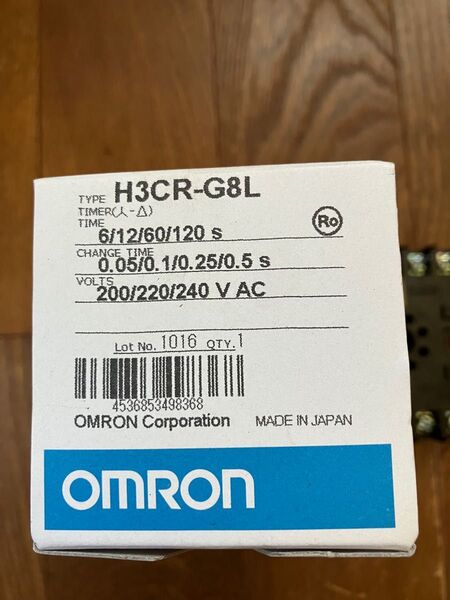 TYPE H3CR-G8L
TIMER(⅄-Δ)
Ro
TIME
6/12/60/120 s
CHANGE TIME
0.05/0.1/0.25/0.5 s
VOLTS
200/220/240 V AC
Lot No. 1016 QTY.1
4536853498368
OMRON Corporation MADE IN JAPAN
OMRON